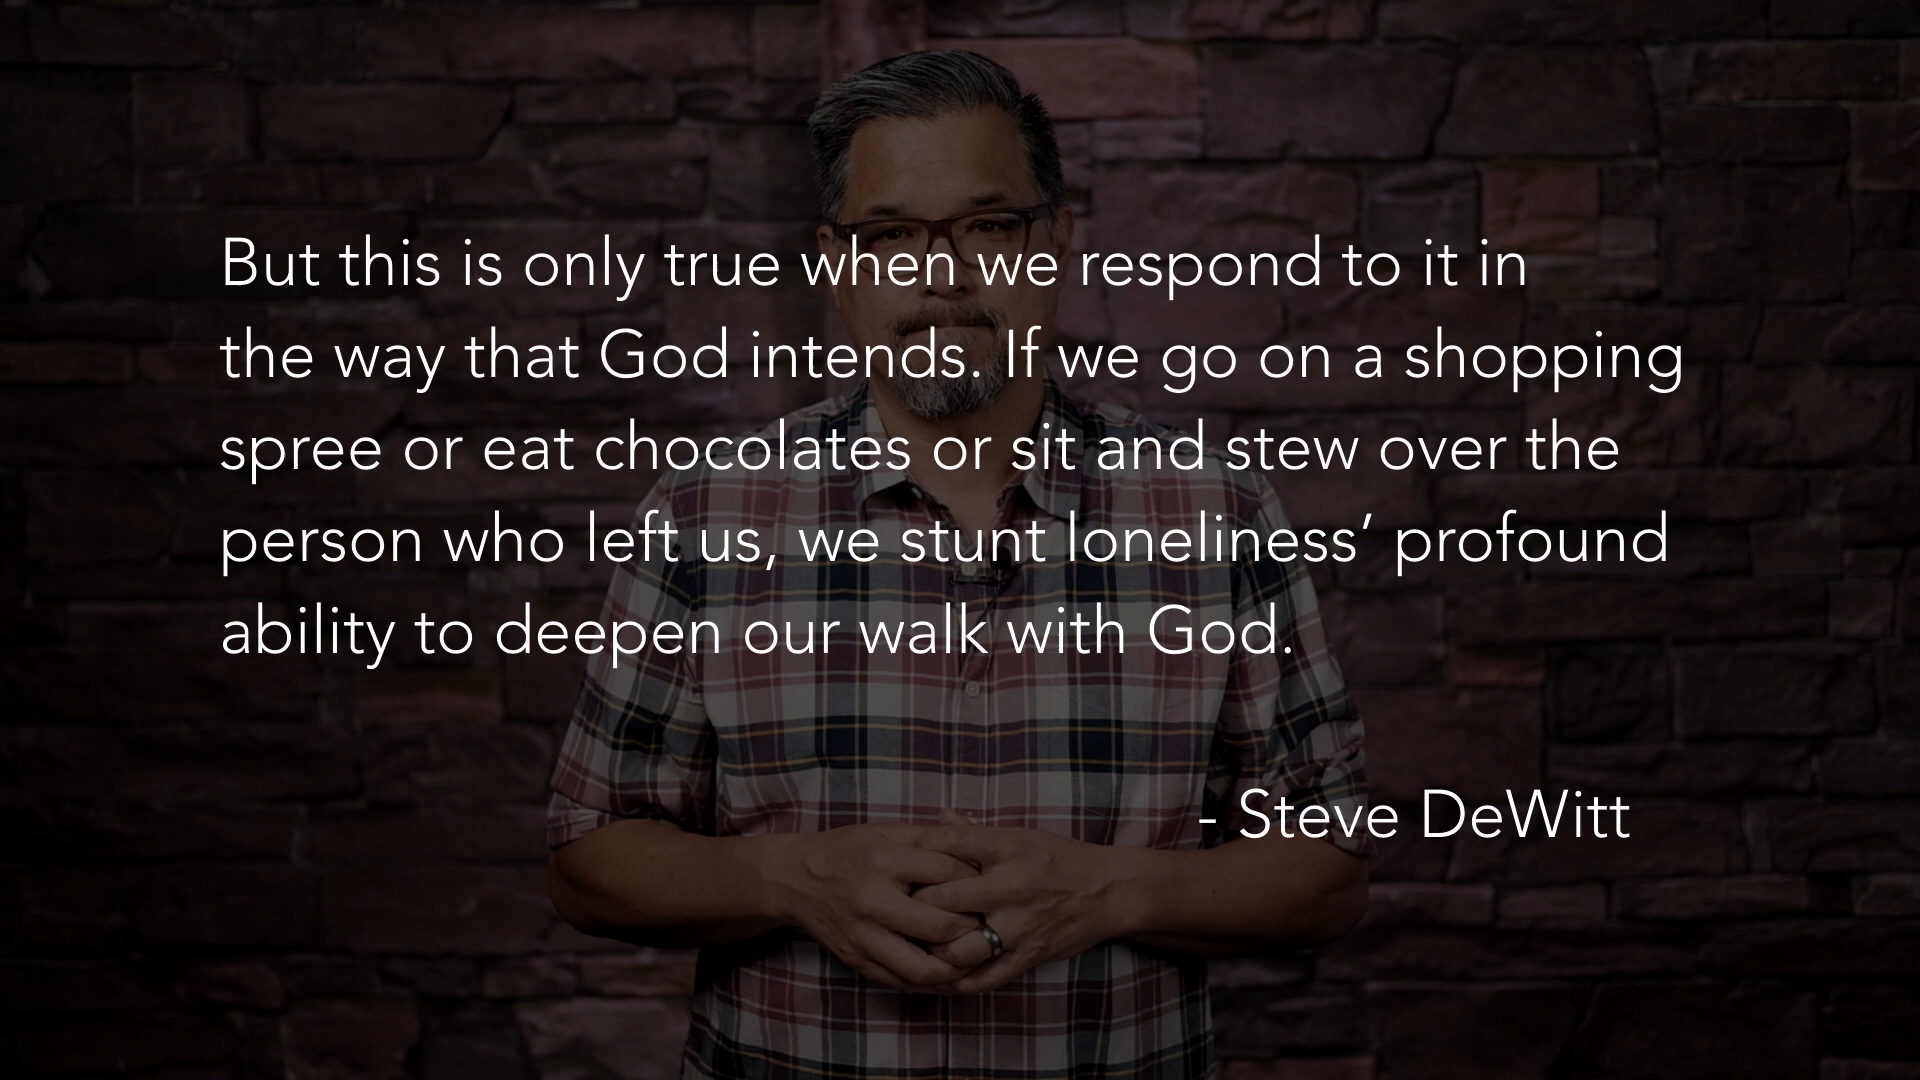 But this is only true when we respond to it in
the way that God intends. If we go on a shopping
spree or eat chocolates or sit and stew over the
person who left us, we stunt loneliness’ profound
ability to deepen our walk with God.
- Steve DeWitt